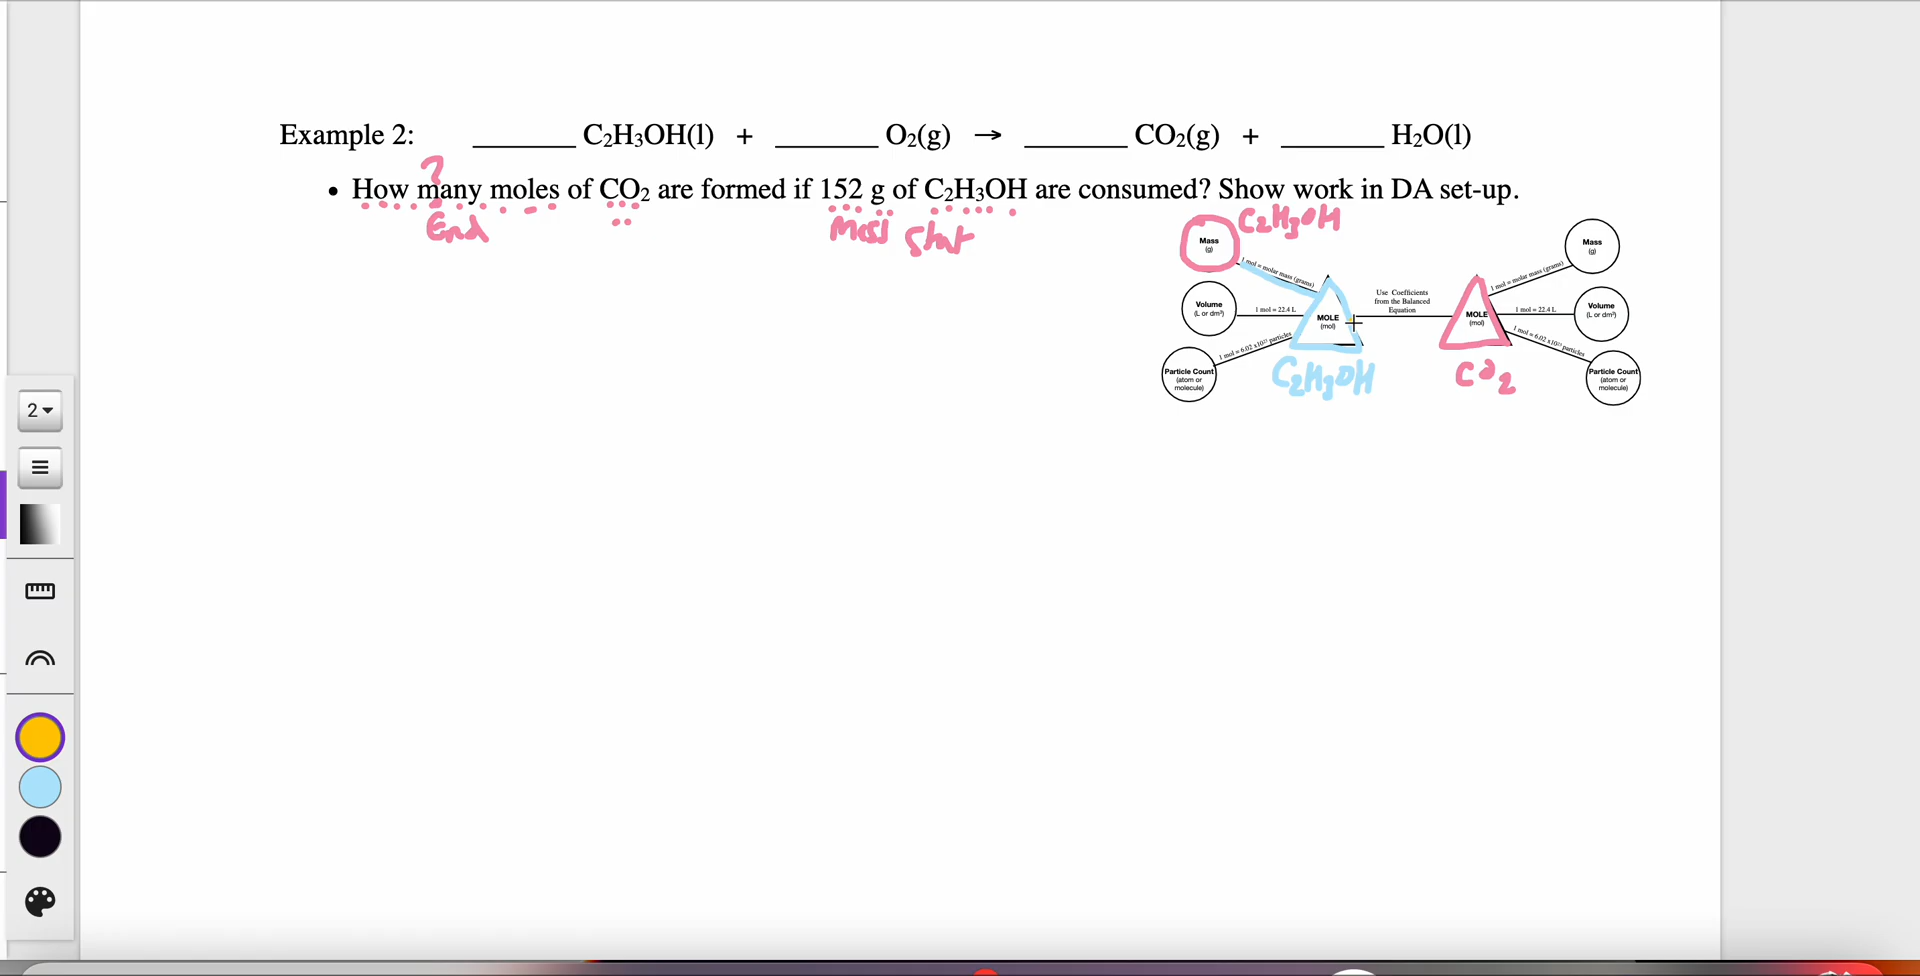 Example 2: ______ C₂H₃OH(l) + ______ O₂(g) → ______ CO₂(g) + ______ H₂O(l)
?
• How many moles of CO₂ are formed if 152 g of C₂H₃OH are consumed? Show work in DA set-up.
End
Mass Start
C₂H₃OH
Mass
(g)
1 mol = molar mass (grams)
Volume
(L or dm³)
1 mol = 22.4 L
Particle Count
(atom or
molecule)
1 mol = 6.02 x10²³ particles
MOLE
(mol)
C₂H₃OH
Use Coefficients
from the Balanced
Equation
MOLE
(mol)
CO₂
Mass
(g)
1 mol = molar mass (grams)
Volume
(L or dm³)
1 mol = 22.4 L
Particle Count
(atom or
molecule)
1 mol = 6.02 x10²³ particles
2